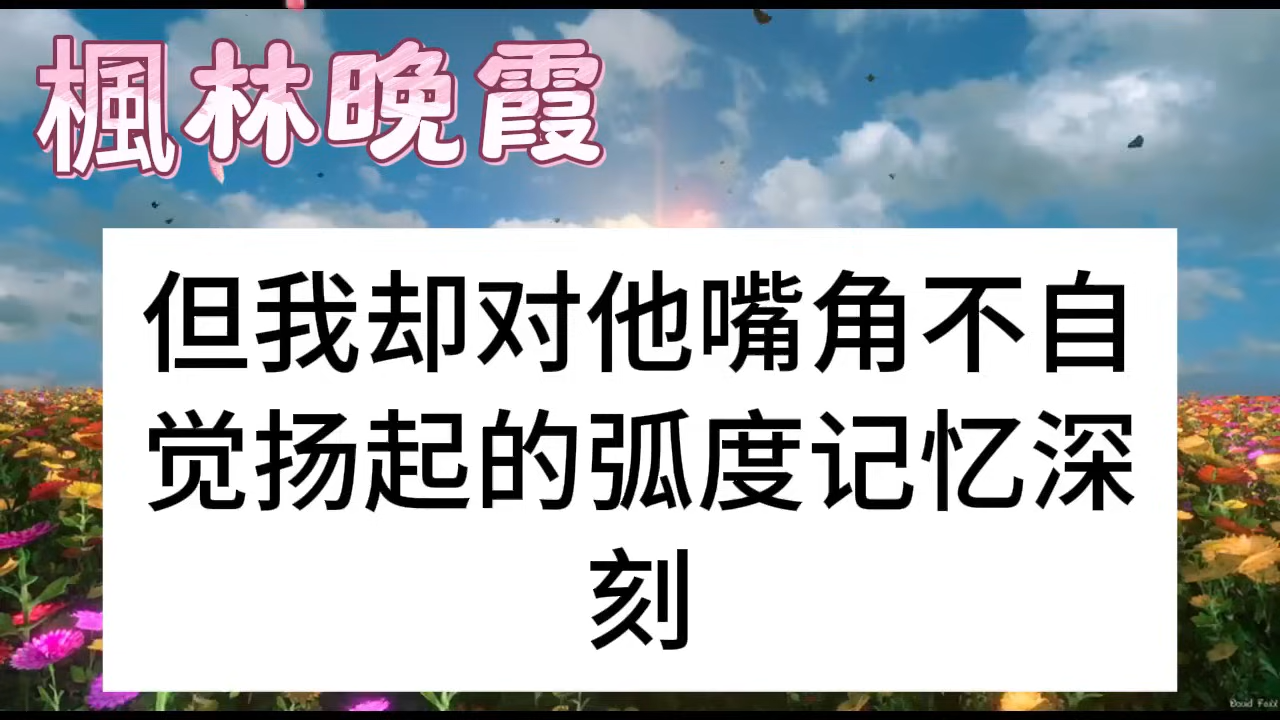 楓林晚霞
但我却对他嘴角不自
觉扬起的弧度记忆深
刻